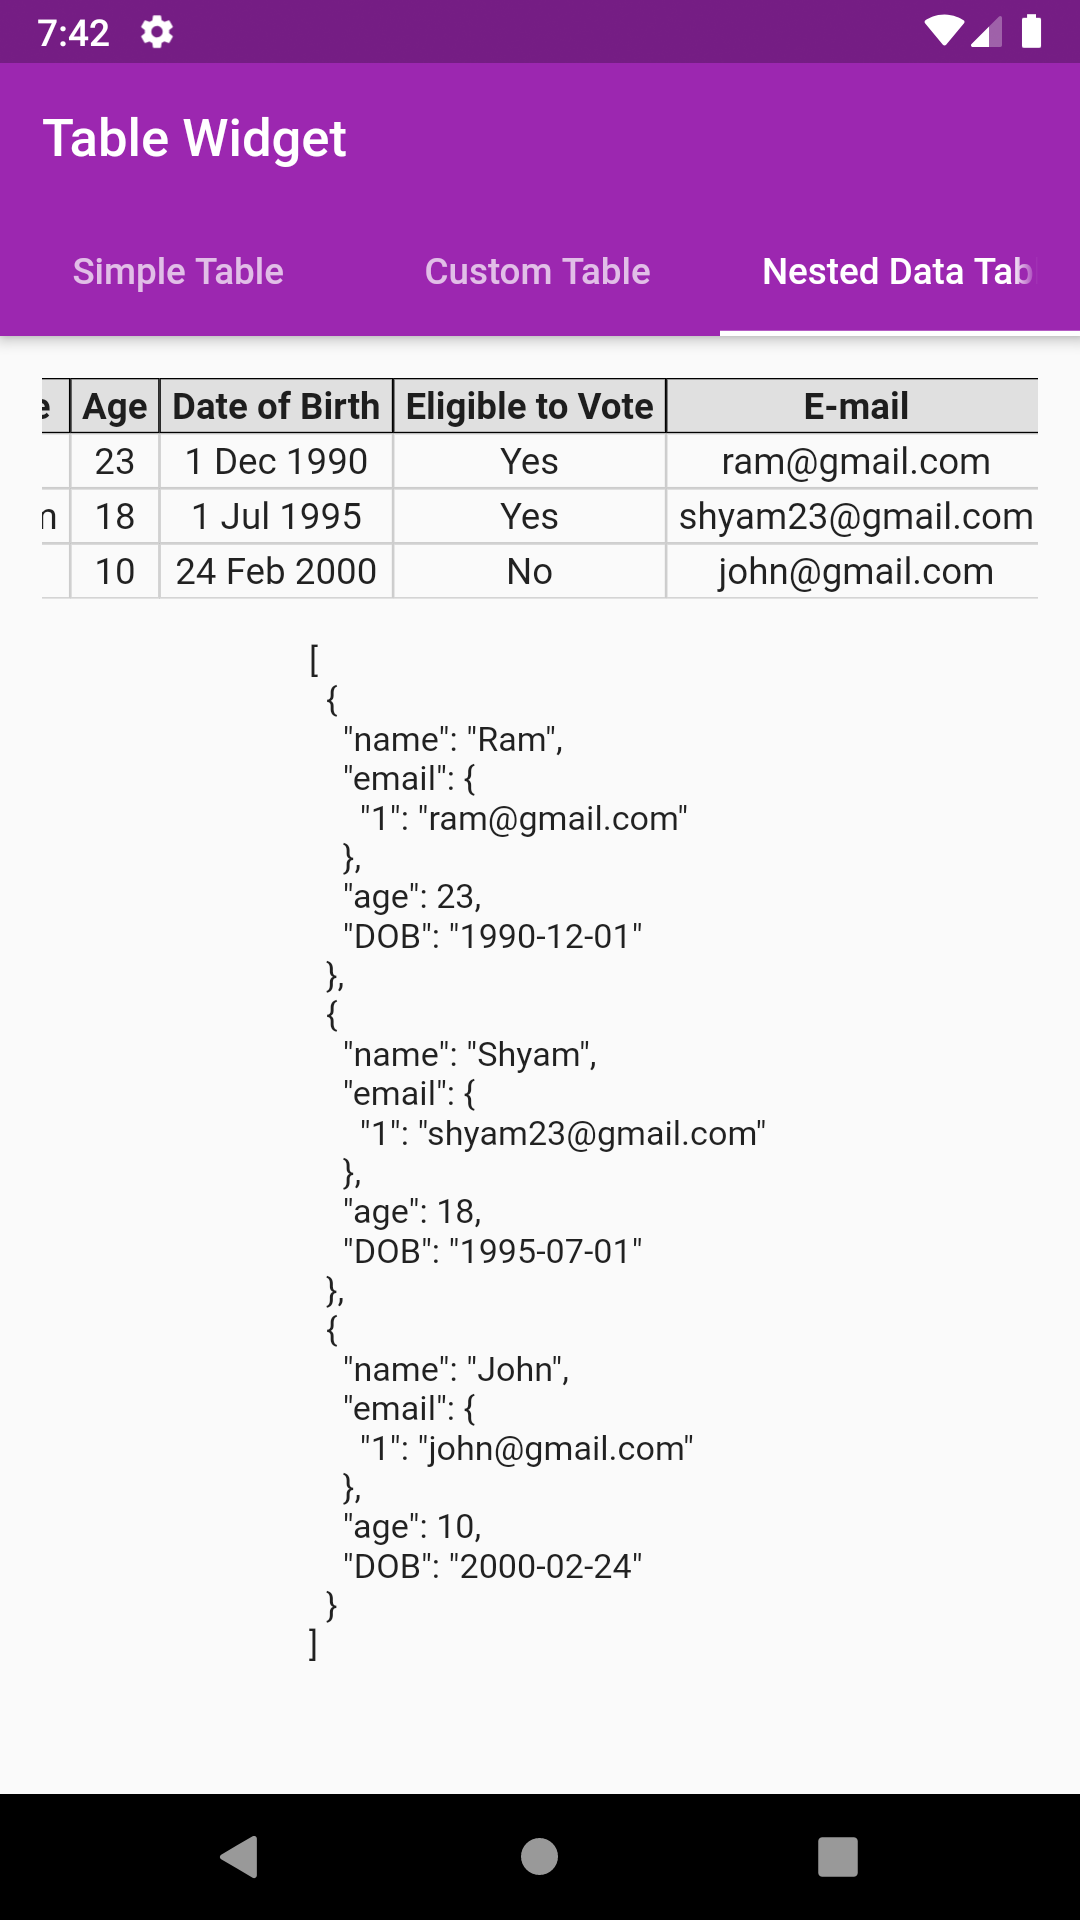 7:42
Table Widget
Simple Table Custom Table Nested Data Tab
e Age Date of Birth Eligible to Vote E-mail
23 1 Dec 1990 Yes ram@gmail.com
m 18 1 Jul 1995 Yes shyam23@gmail.com
10 24 Feb 2000 No john@gmail.com
[
{
"name": "Ram",
"email": {
"1": "ram@gmail.com"
},
"age": 23,
"DOB": "1990-12-01"
},
{
"name": "Shyam",
"email": {
"1": "shyam23@gmail.com"
},
"age": 18,
"DOB": "1995-07-01"
},
{
"name": "John",
"email": {
"1": "john@gmail.com"
},
"age": 10,
"DOB": "2000-02-24"
}
]